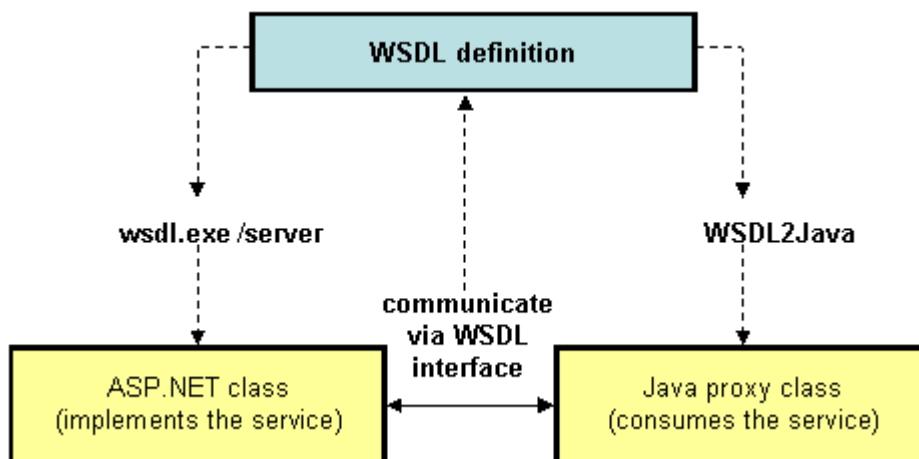 WSDL definition
wsdl.exe /server
WSDL2Java
communicate
via WSDL
interface
ASP.NET class
(implements the service)
Java proxy class
(consumes the service)